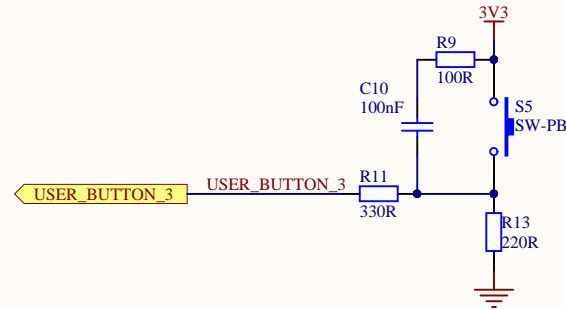 3V3
R9
100R
C10
100nF
S5
SW-PB
USER_BUTTON_3
USER_BUTTON_3
R11
330R
R13
220R